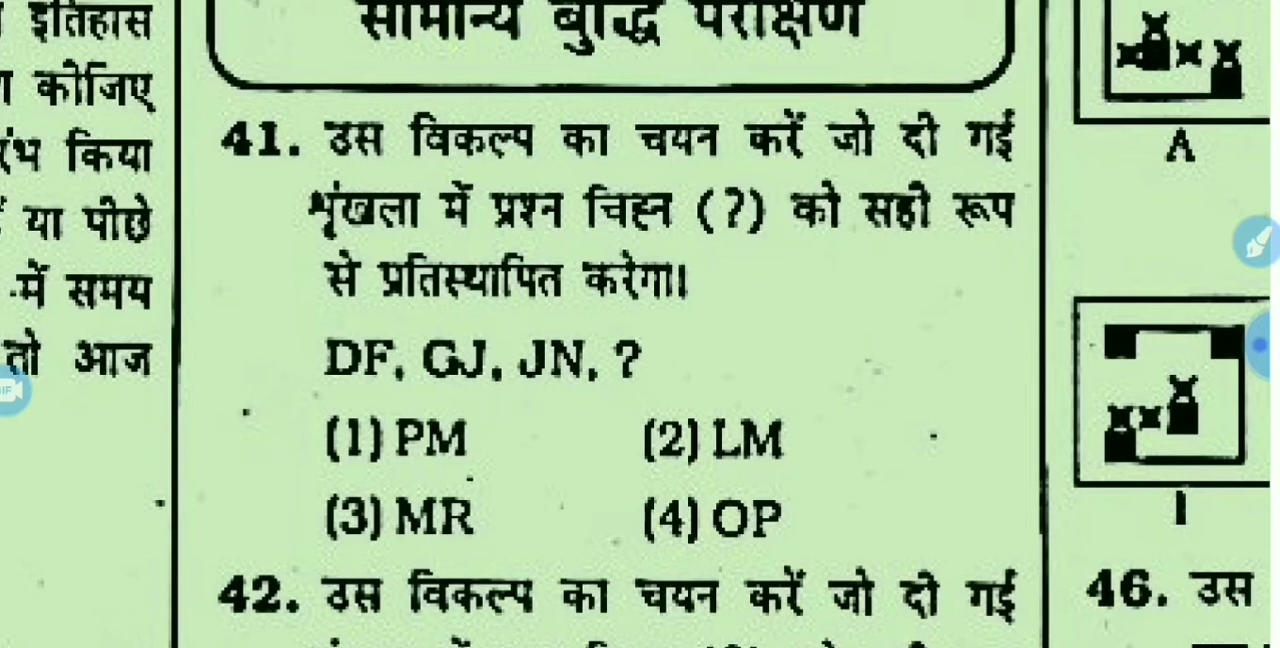 इतिहास
कीजिए
किया
या पीछे
में समय
तो आज
सामान्य बुद्धि परीक्षण
41. उस विकल्प का चयन करें जो दी गई
शृंखला में प्रश्न चिह्न (?) को सही रूप
से प्रतिस्थापित करेगा।
DF, GJ, JN, ?
(1) PM (2) LM
(3) MR (4) OP
42. उस विकल्प का चयन करें जो दी गई
A
I
46. उस